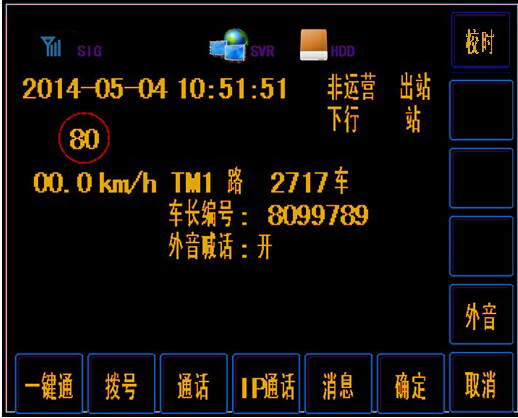 SIG SVR HDD 校时
2014-05-04 10:51:51 非运营 出站
下行 站
80
00.0 km/h TM1 路 2717 车
车长编号: 8099789
外音喊话:开
外音
一键通 拨号 通话 IP通话 消息 确定 取消